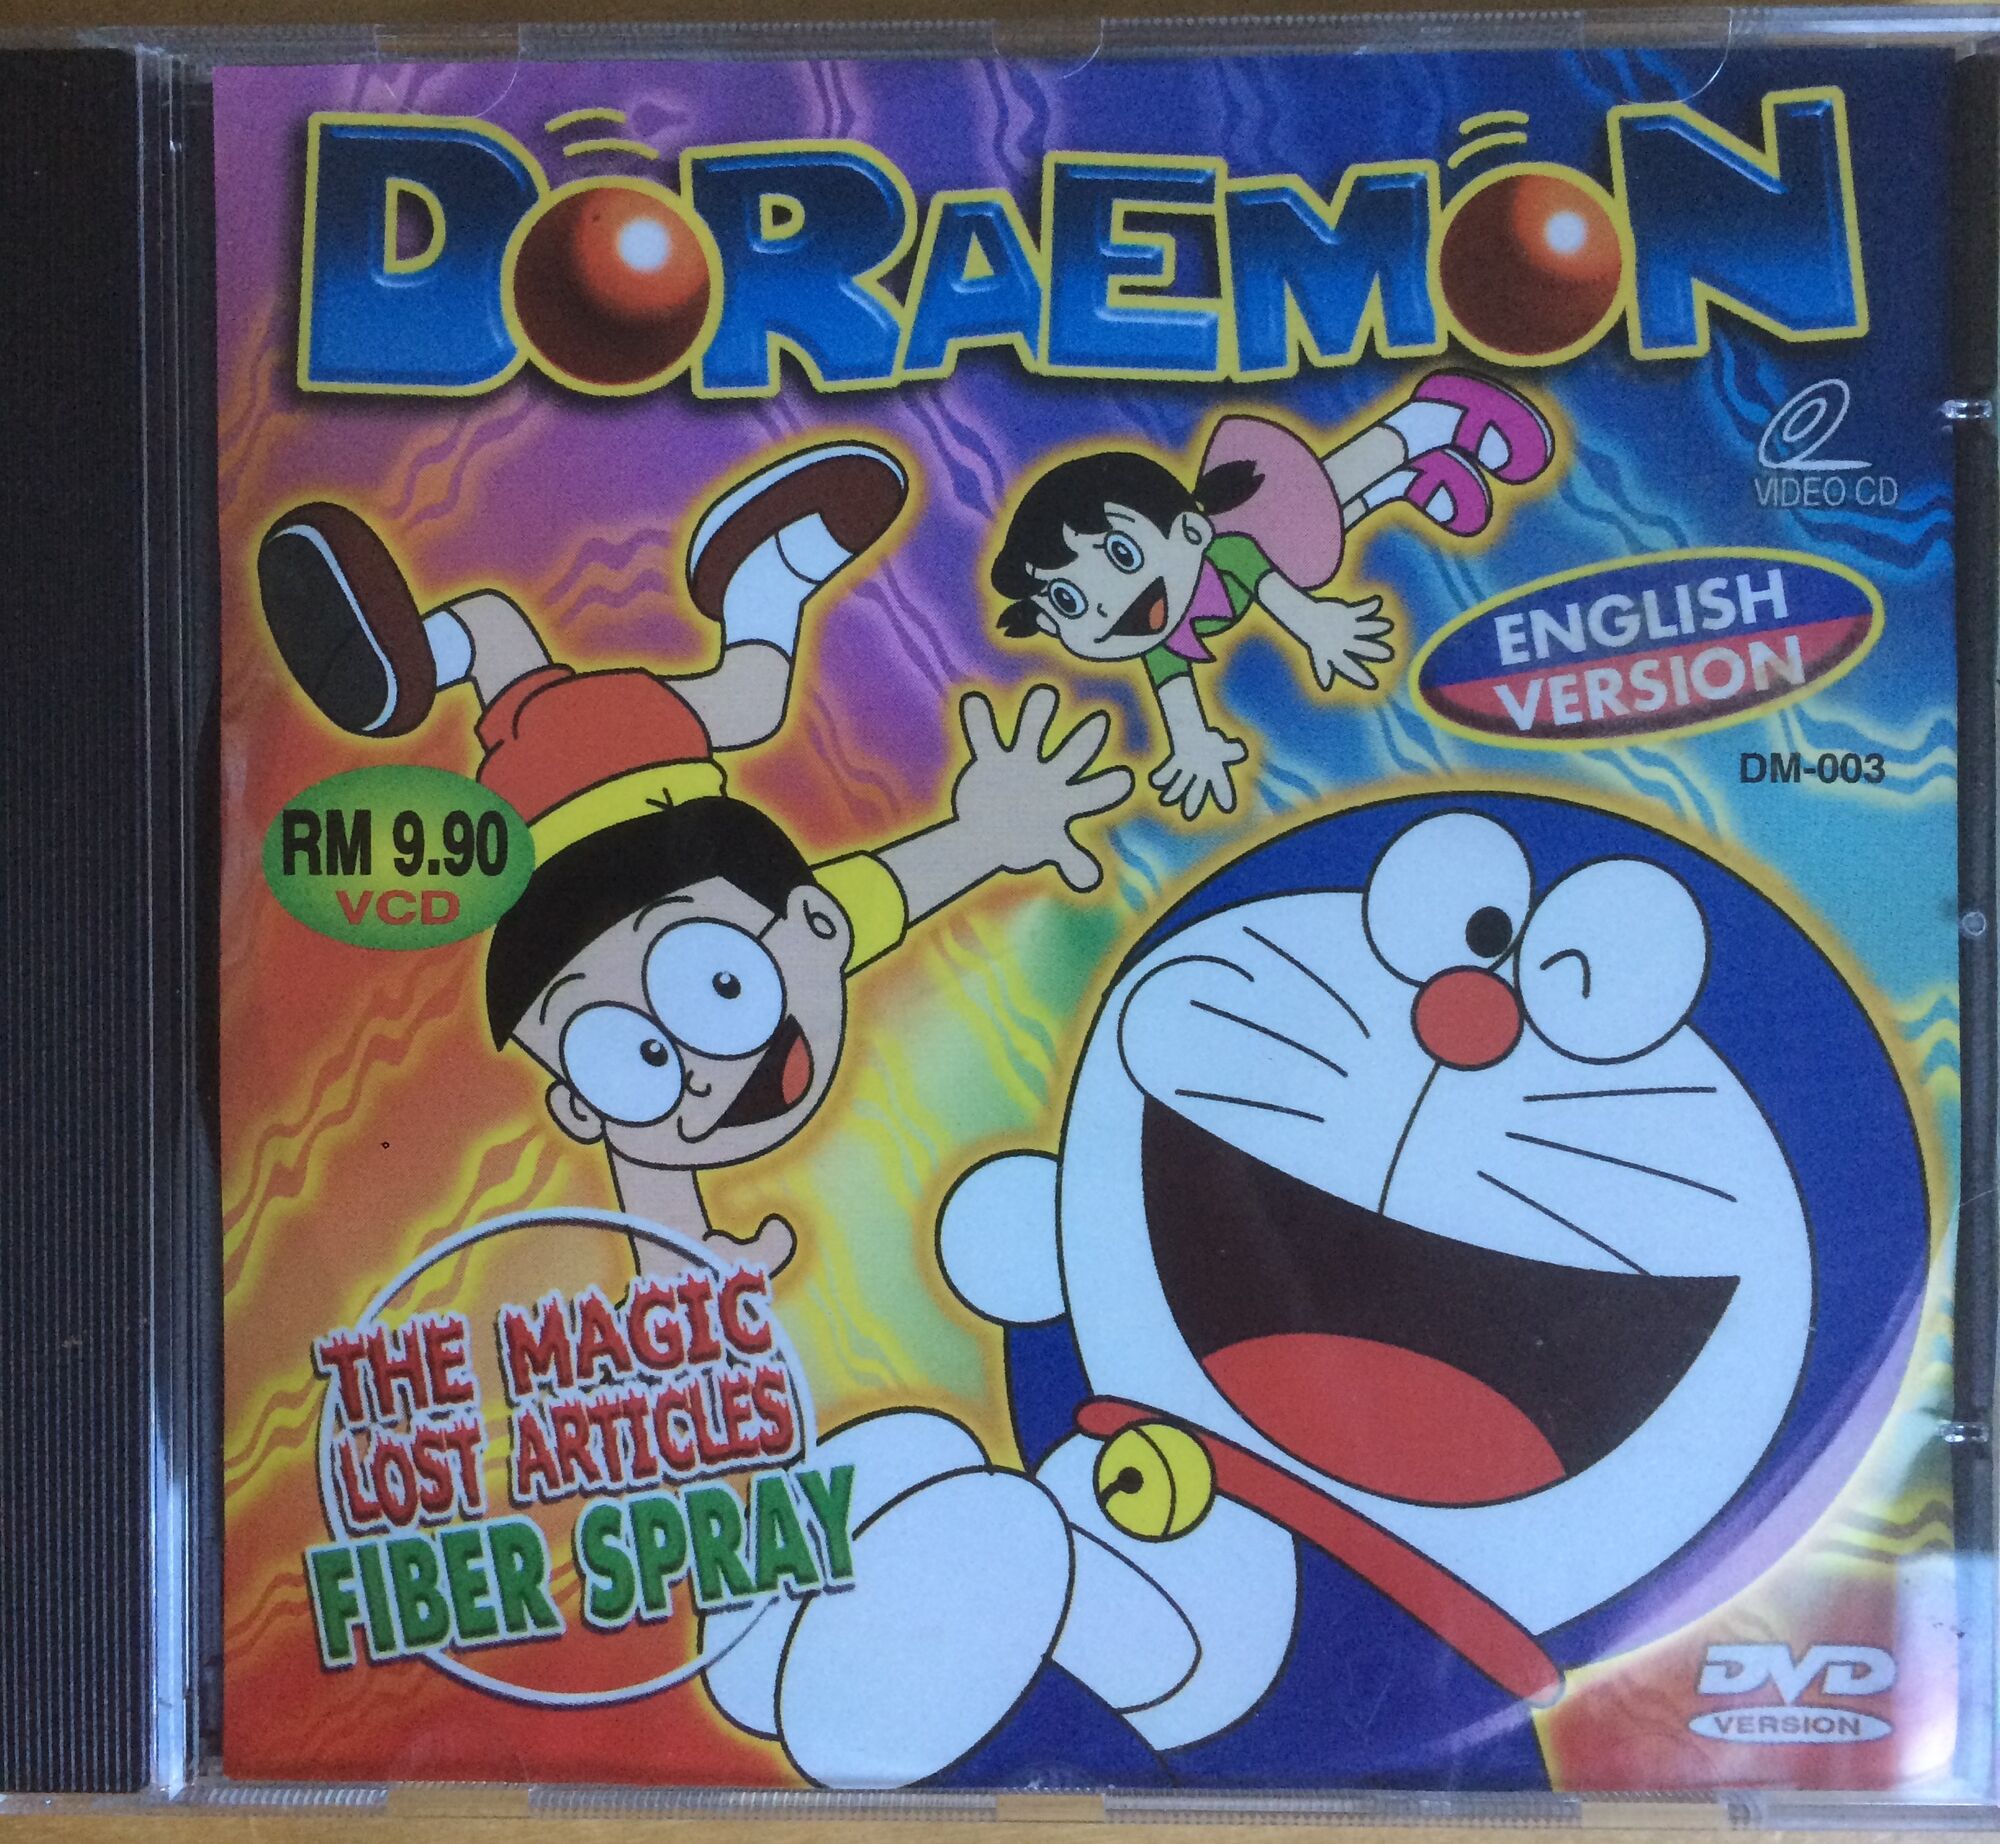 DORAEMON
VIDEO CD
ENGLISH
VERSION
DM-003
RM 9.90
VCD
THE MAGIC
LOST ARTICLES
FIBER SPRAY
DVD
VERSION